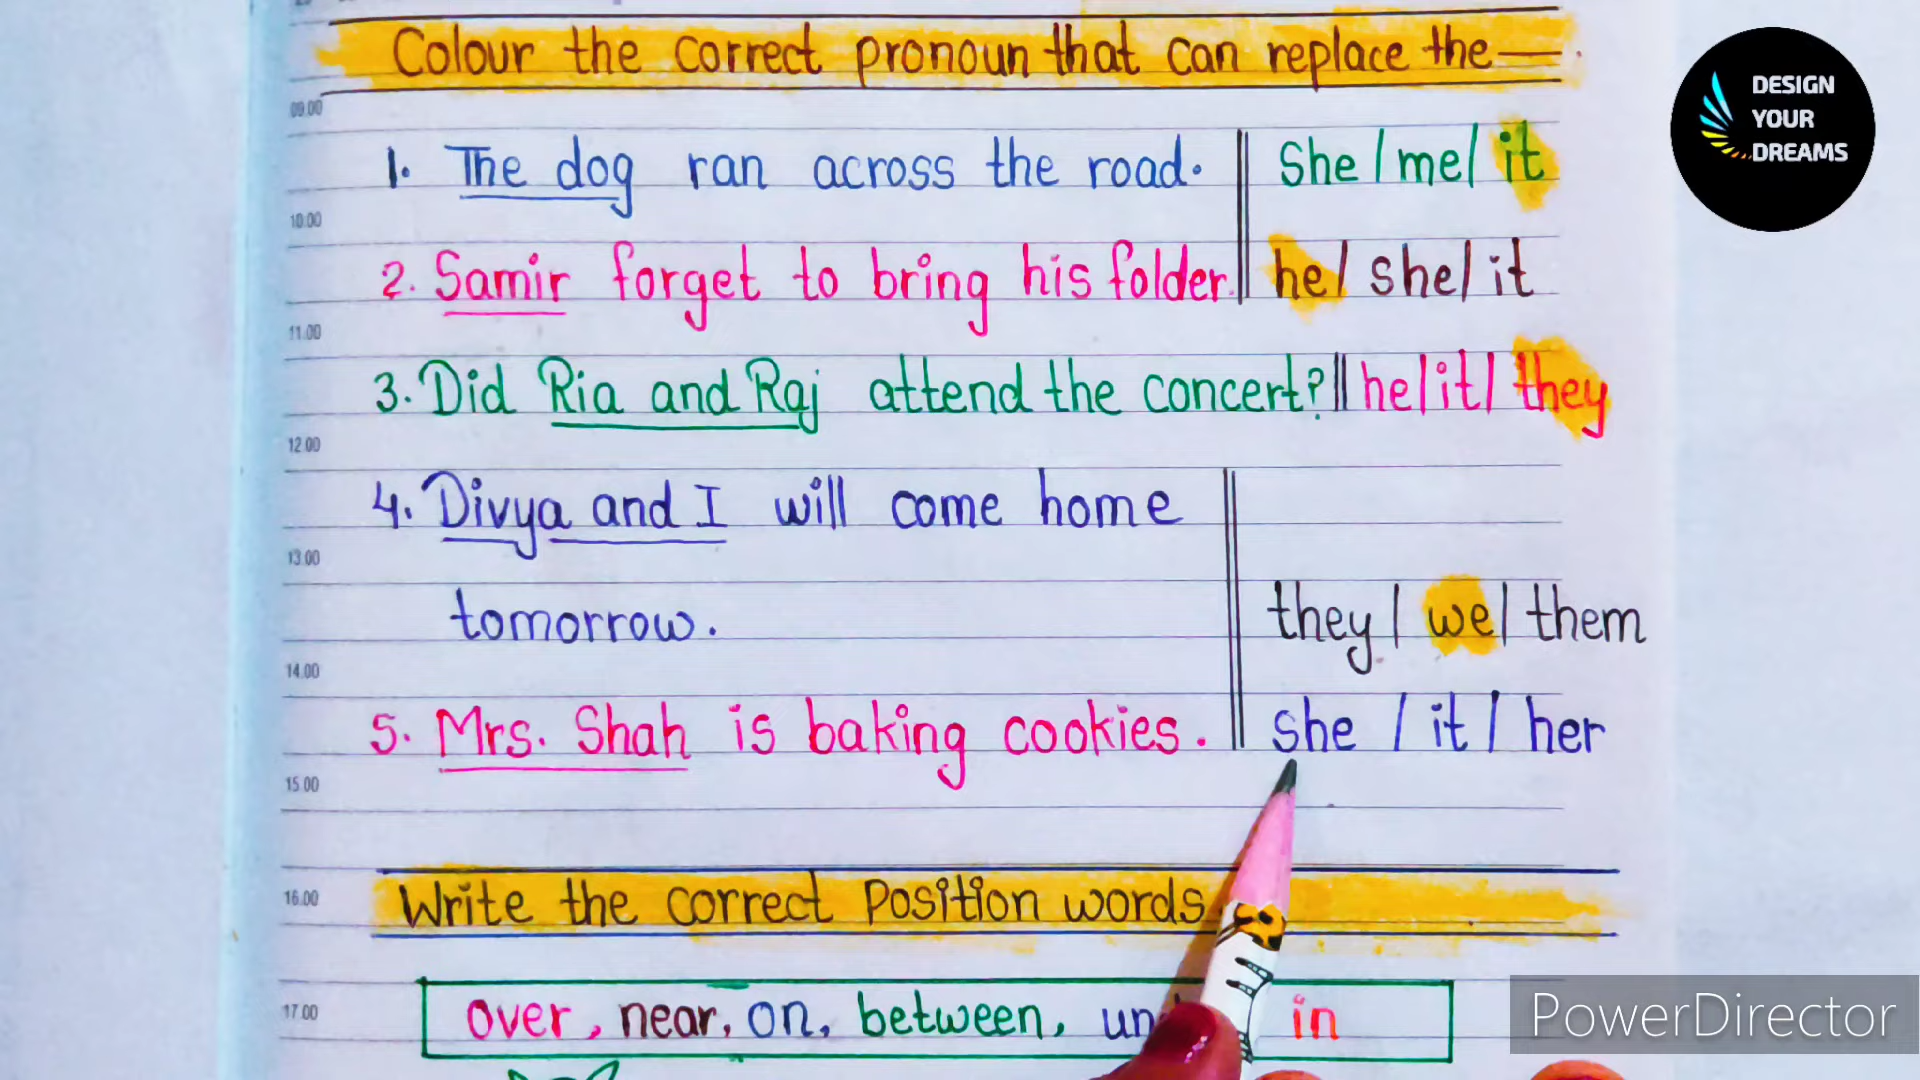 Colour the correct pronoun that can replace the —.
09.00
1. The dog ran across the road. || She / me / it
10.00
2. Samir forget to bring his folder. || he / she / it
11.00
3. Did Ria and Raj attend the concert? || he / it / they
12.00
4. Divya and I will come home
13.00
tomorrow. || they / we / them
14.00
5. Mrs. Shah is baking cookies. || she / it / her
15.00
16.00 Write the correct Position words.
17.00 over, near, on, between, in
DESIGN
YOUR
DREAMS
PowerDirector